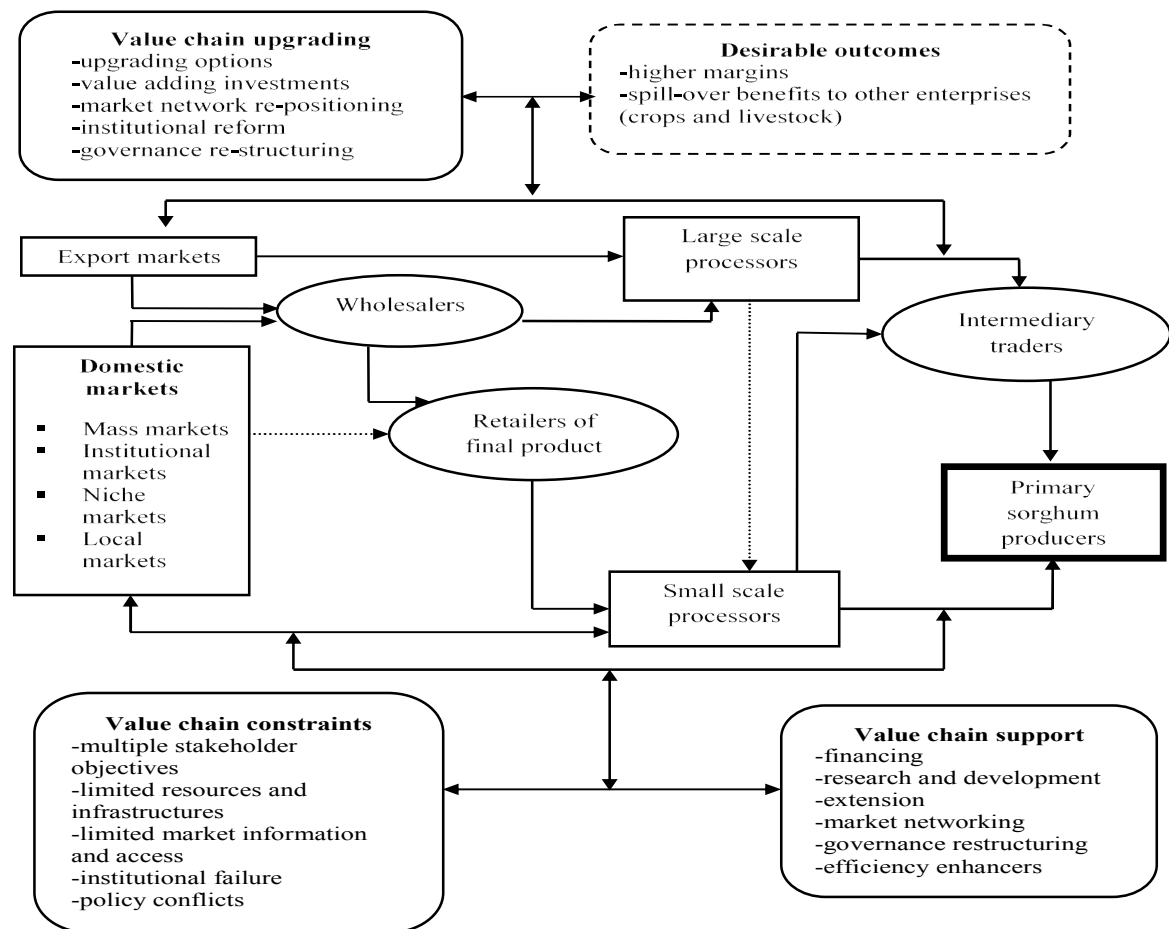 Value chain upgrading
-upgrading options
-value adding investments
-market network re-positioning
-institutional reform
-governance re-structuring
Desirable outcomes
-higher margins
-spill-over benefits to other enterprises
(crops and livestock)
Export markets
Large scale
processors
Wholesalers
Intermediary
traders
Domestic
markets
▪ Mass markets
▪ Institutional
markets
▪ Niche
markets
▪ Local
markets
Retailers of
final product
Primary
sorghum
producers
Small scale
processors
Value chain constraints
-multiple stakeholder
objectives
-limited resources and
infrastructures
-limited market information
and access
-institutional failure
-policy conflicts
Value chain support
-financing
-research and development
-extension
-market networking
-governance restructuring
-efficiency enhancers